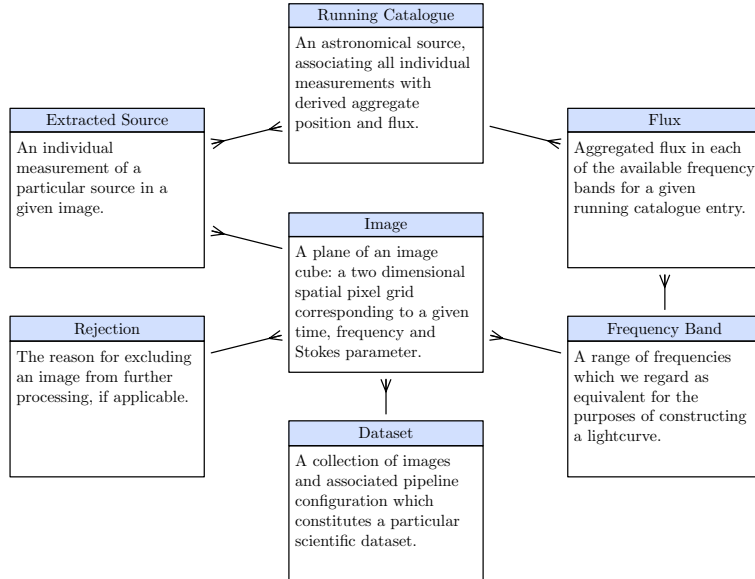 Running Catalogue
An astronomical source,
associating all individual
measurements with
derived aggregate
position and flux.
Extracted Source
An individual
measurement of a
particular source in a
given image.
Flux
Aggregated flux in each
of the available frequency
bands for a given
running catalogue entry.
Image
A plane of an image
cube: a two dimensional
spatial pixel grid
corresponding to a given
time, frequency and
Stokes parameter.
Rejection
The reason for excluding
an image from further
processing, if applicable.
Frequency Band
A range of frequencies
which we regard as
equivalent for the
purposes of constructing
a lightcurve.
Dataset
A collection of images
and associated pipeline
configuration which
constitutes a particular
scientific dataset.